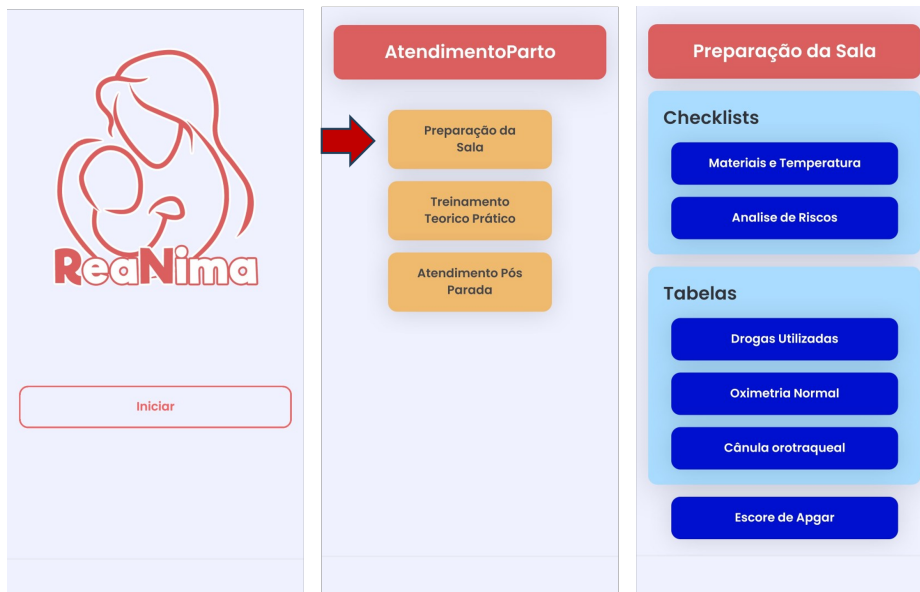 ReaNima
Iniciar
AtendimentoParto
Preparação da
Sala
Treinamento
Teorico Prático
Atendimento Pós
Parada
Preparação da Sala
Checklists
Materiais e Temperatura
Analise de Riscos
Tabelas
Drogas Utilizadas
Oximetria Normal
Cânula orotraqueal
Escore de Apgar